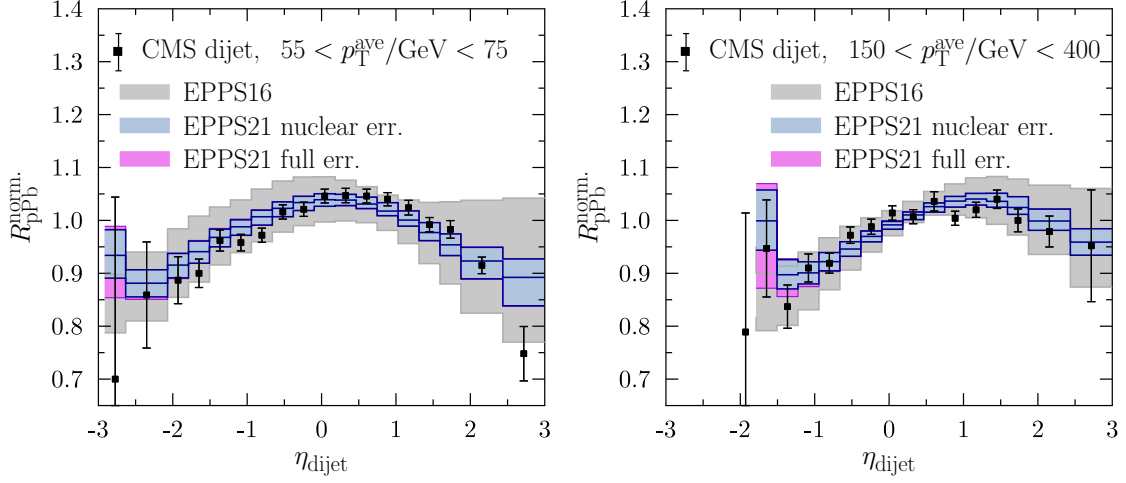 1.4
1.3
1.2
1.1
1.0
0.9
0.8
0.7
R_pPb^norm.
CMS dijet, 55 < p_T^ave/GeV < 75
EPPS16
EPPS21 nuclear err.
EPPS21 full err.
-3 -2 -1 0 1 2 3
η_dijet
1.4
1.3
1.2
1.1
1.0
0.9
0.8
0.7
R_pPb^norm.
CMS dijet, 150 < p_T^ave/GeV < 400
EPPS16
EPPS21 nuclear err.
EPPS21 full err.
-3 -2 -1 0 1 2 3
η_dijet